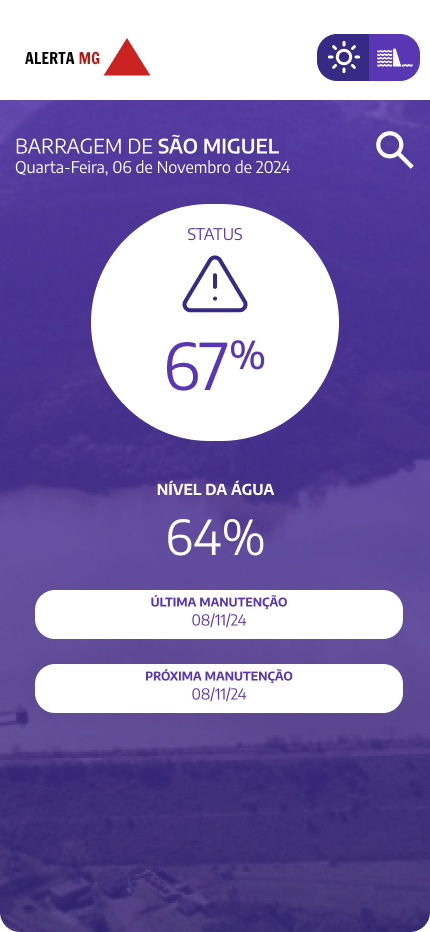 ALERTA MG
BARRAGEM DE SÃO MIGUEL
Quarta-Feira, 06 de Novembro de 2024
STATUS
67%
NÍVEL DA ÁGUA
64%
ÚLTIMA MANUTENÇÃO
08/11/24
PRÓXIMA MANUTENÇÃO
08/11/24